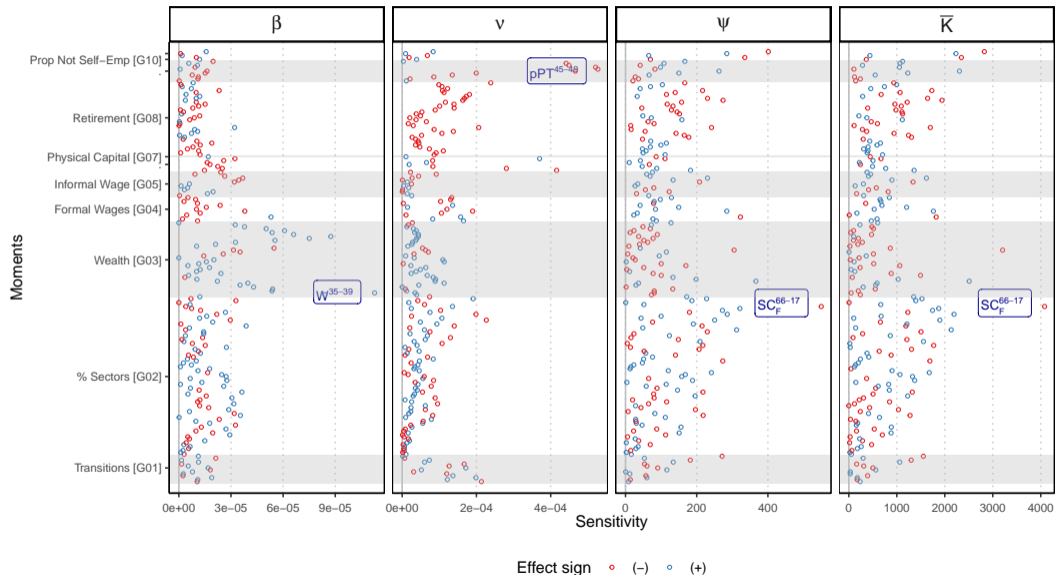 β ν ψ K̅
Prop Not Self−Emp [G10]
Retirement [G08]
Physical Capital [G07]
Informal Wage [G05]
Formal Wages [G04]
Wealth [G03]
% Sectors [G02]
Transitions [G01]
Moments
pPT45−49
W35−39
SCF66−17
SCF66−17
0e+00 3e−05 6e−05 9e−05 0e+00 2e−04 4e−04 0 400 0 1000 2000 3000 4000
Sensitivity
Effect sign (−) (+)